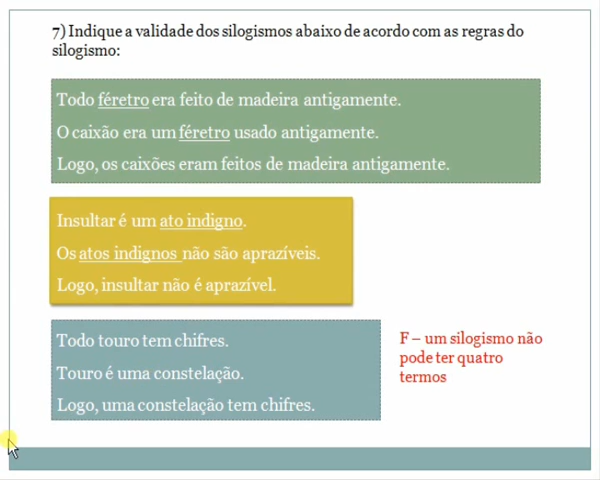 7) Indique a validade dos silogismos abaixo de acordo com as regras do
silogismo:
Todo féretro era feito de madeira antigamente.
O caixão era um féretro usado antigamente.
Logo, os caixões eram feitos de madeira antigamente.
Insultar é um ato indigno.
Os atos indignos não são aprazíveis.
Logo, insultar não é aprazível.
Todo touro tem chifres.
Touro é uma constelação.
Logo, uma constelação tem chifres.
F – um silogismo não
pode ter quatro
termos